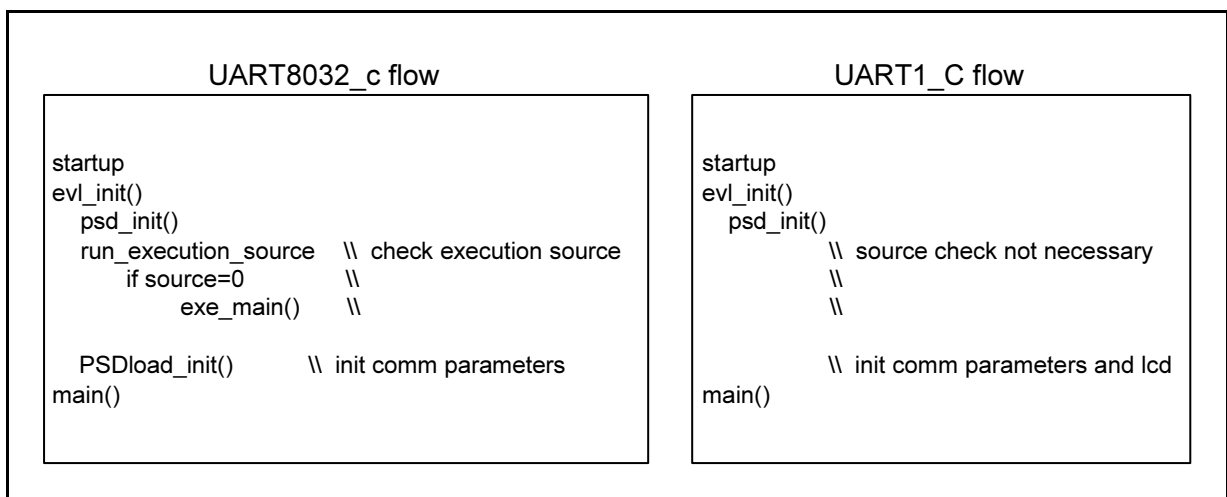 UART8032_c flow
startup
evl_init()
psd_init()
run_execution_source \\ check execution source
if source=0 \\
exe_main() \\
PSDload_init() \\ init comm parameters
main()
UART1_C flow
startup
evl_init()
psd_init()
\\ source check not necessary
\\
\\
\\ init comm parameters and lcd
main()